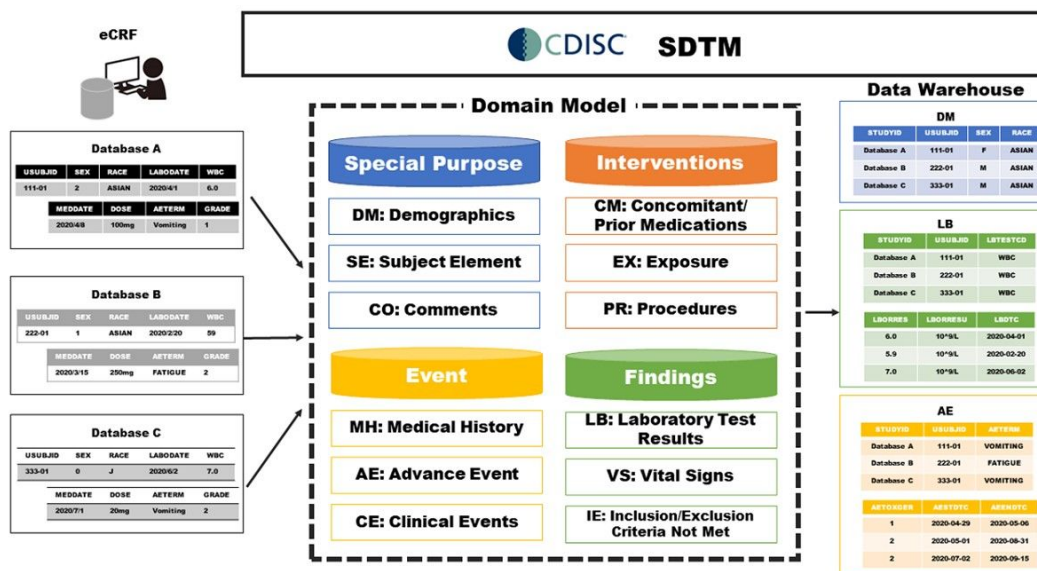 eCRF
CDISC SDTM
Database A
USUBJID SEX RACE LABODATE WBC
111-01 2 ASIAN 2020/4/1 6.0
MEDDATE DOSE AETERM GRADE
2020/4/8 100mg Vomiting 1
Database B
USUBJID SEX RACE LABODATE WBC
222-01 1 ASIAN 2020/2/20 59
MEDDATE DOSE AETERM GRADE
2020/3/15 250mg FATIGUE 2
Database C
USUBJID SEX RACE LABODATE WBC
333-01 0 J 2020/6/2 7.0
MEDDATE DOSE AETERM GRADE
2020/7/1 20mg Vomiting 2
Domain Model
Special Purpose
DM: Demographics
SE: Subject Element
CO: Comments
Interventions
CM: Concomitant/
Prior Medications
EX: Exposure
PR: Procedures
Event
MH: Medical History
AE: Advance Event
CE: Clinical Events
Findings
LB: Laboratory Test
Results
VS: Vital Signs
IE: Inclusion/Exclusion
Criteria Not Met
Data Warehouse
DM
STUDYID USUBJID SEX RACE
Database A 111-01 F ASIAN
Database B 222-01 M ASIAN
Database C 333-01 M ASIAN
LB
STUDYID USUBJID LBTESTCD
Database A 111-01 WBC
Database B 222-01 WBC
Database C 333-01 WBC
LBORRES LBORRESU LBDTC
6.0 10^9/L 2020-04-01
5.9 10^9/L 2020-02-20
7.0 10^9/L 2020-06-02
AE
STUDYID USUBJID AETERM
Database A 111-01 VOMITING
Database B 222-01 FATIGUE
Database C 333-01 VOMITING
AETOXGER AESTDTC AEENDTC
1 2020-04-29 2020-05-06
2 2020-05-01 2020-08-31
2 2020-07-02 2020-09-15